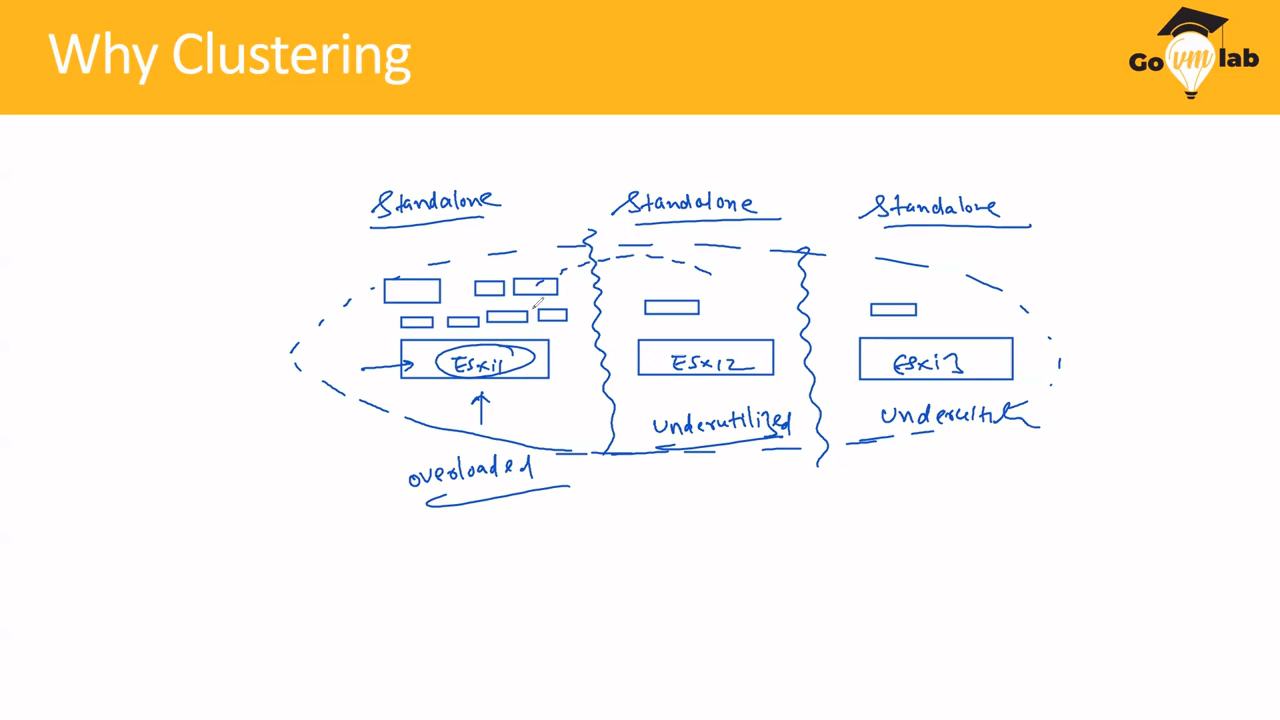 Why Clustering
Go vm lab
Standalone Standalone Standalone
ESXi1 ESXi2 ESXi3
underutilized
overloaded